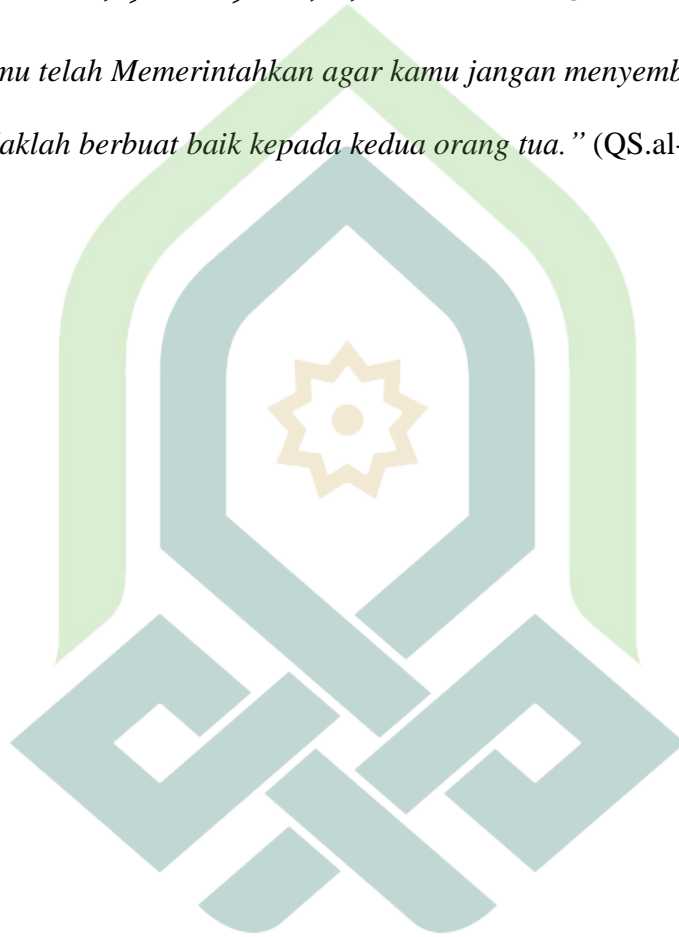 mu telah Memerintahkan agar kamu jangan menyemb
aklah berbuat baik kepada kedua orang tua.” (QS.al-